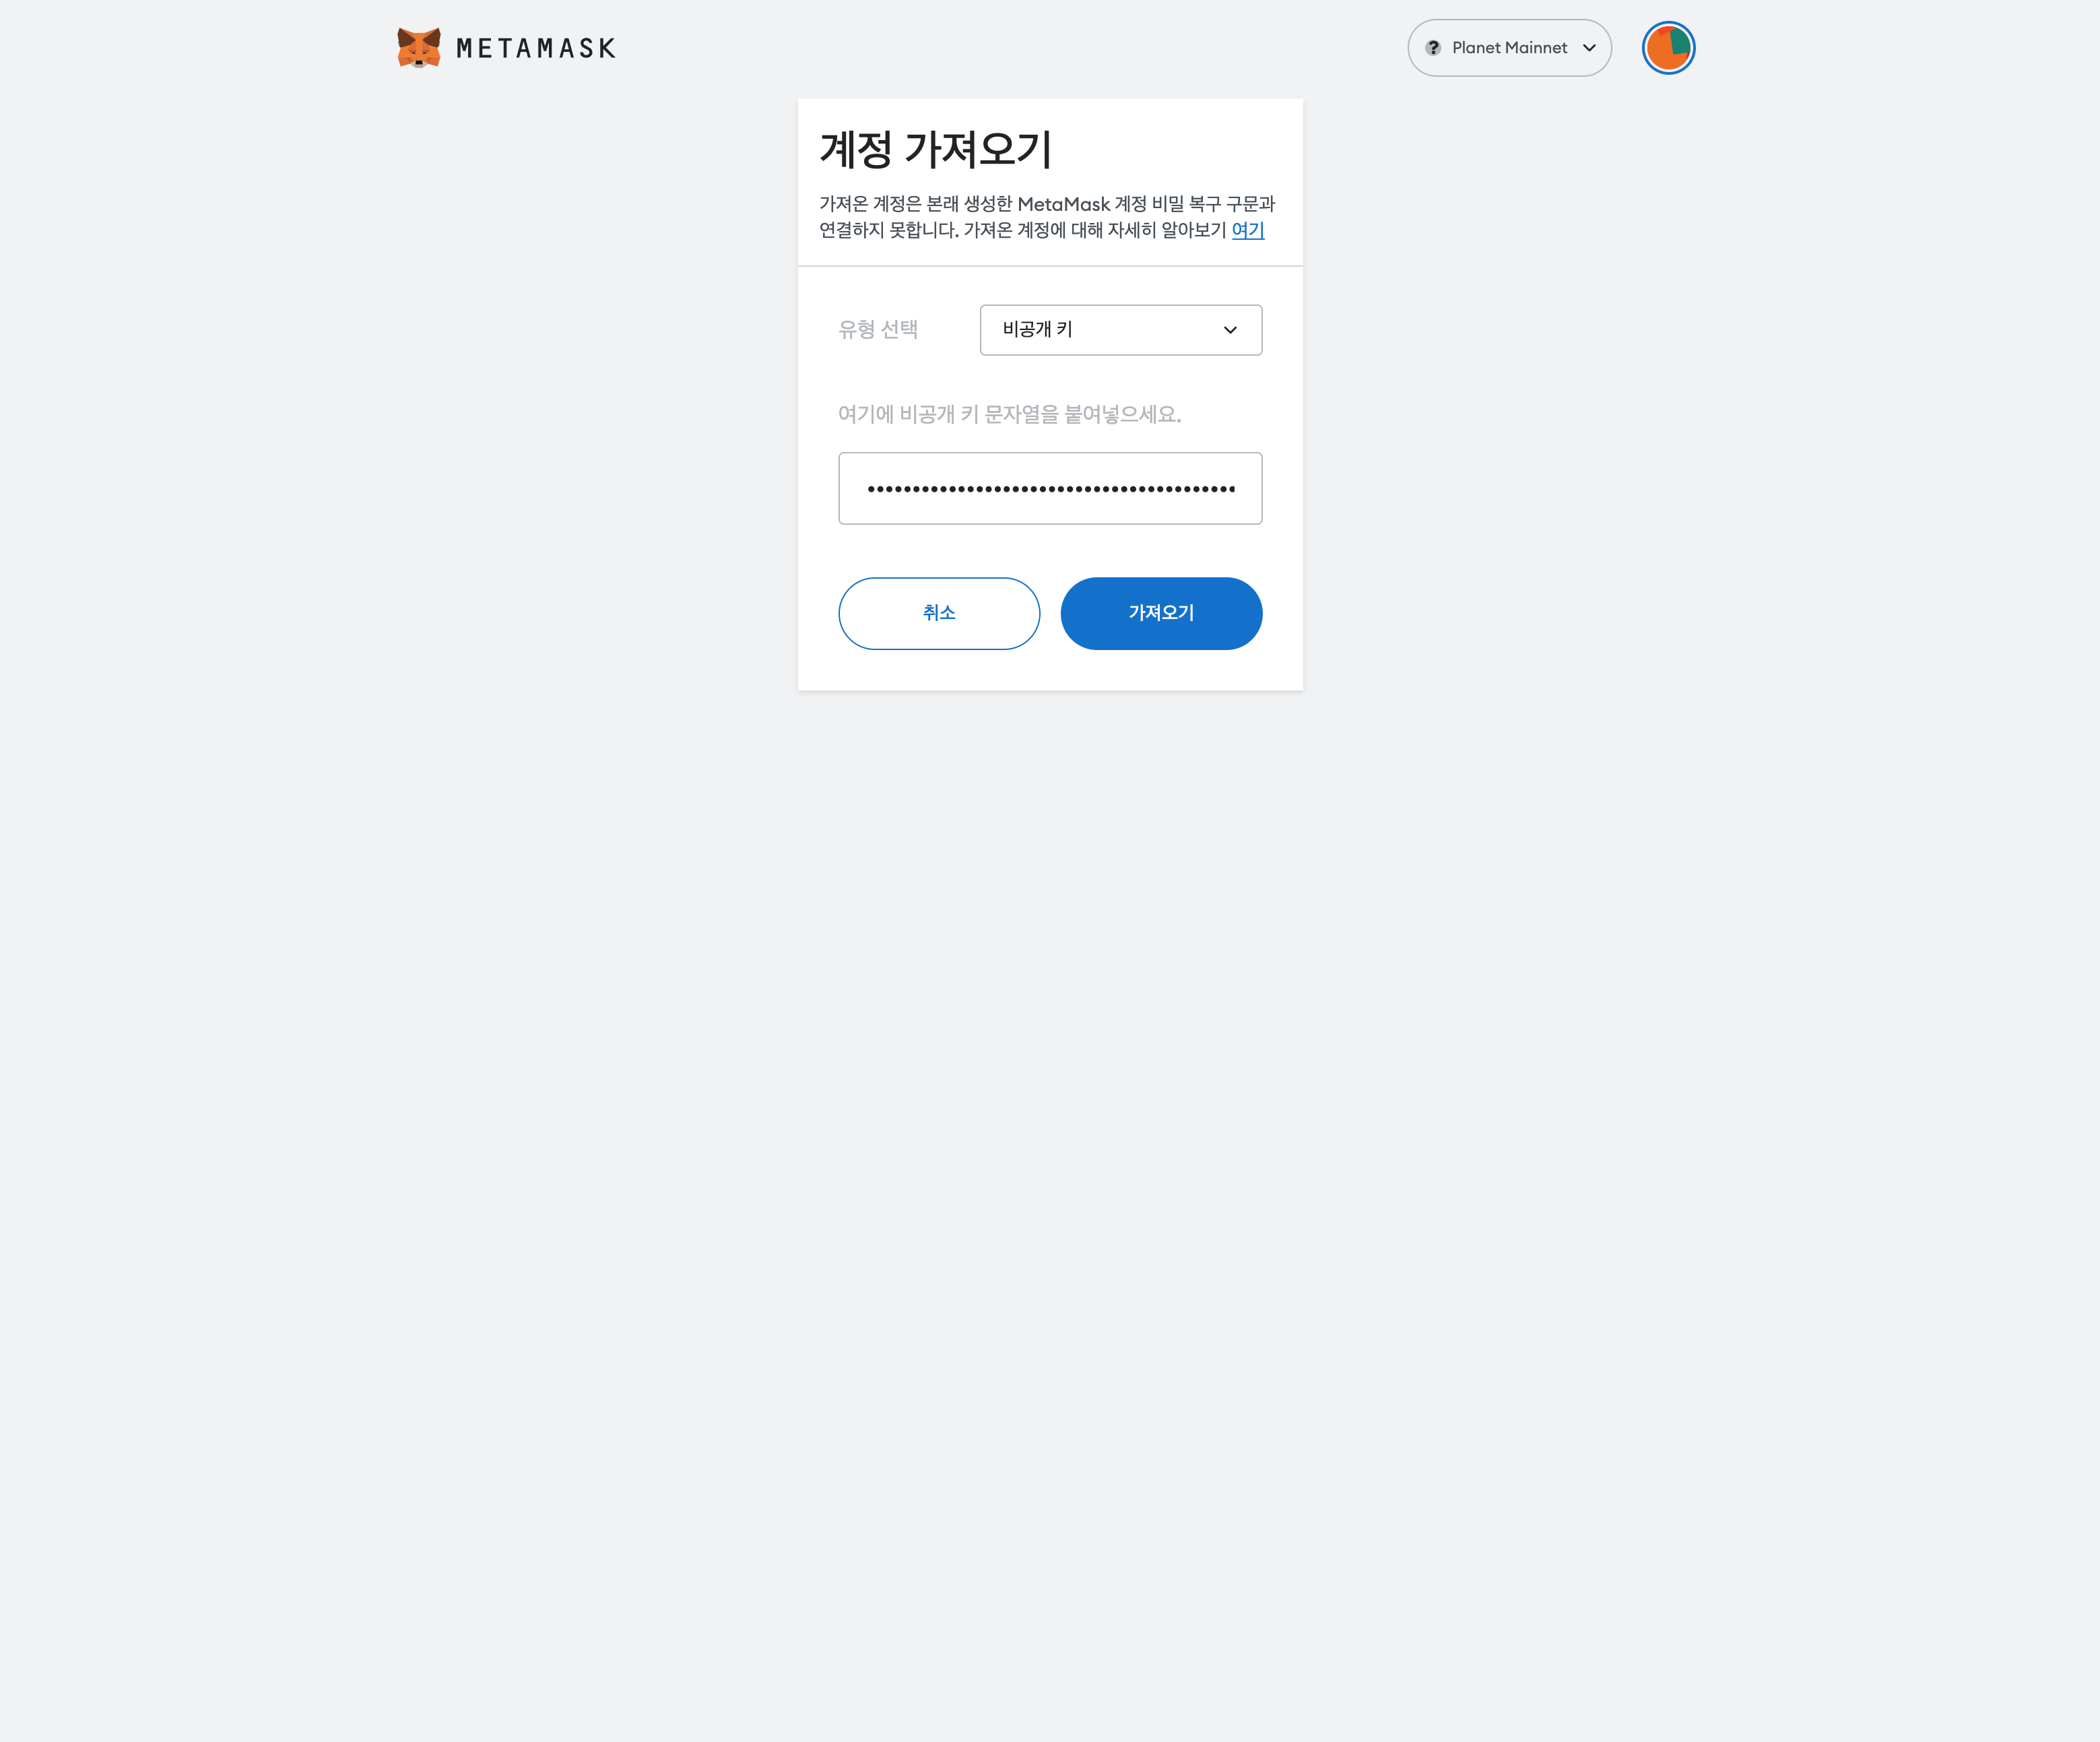 METAMASK
Planet Mainnet
계정 가져오기
가져온 계정은 본래 생성한 MetaMask 계정 비밀 복구 구문과
연결하지 못합니다. 가져온 계정에 대해 자세히 알아보기 여기
유형 선택
비공개 키
여기에 비공개 키 문자열을 붙여넣으세요.
취소
가져오기